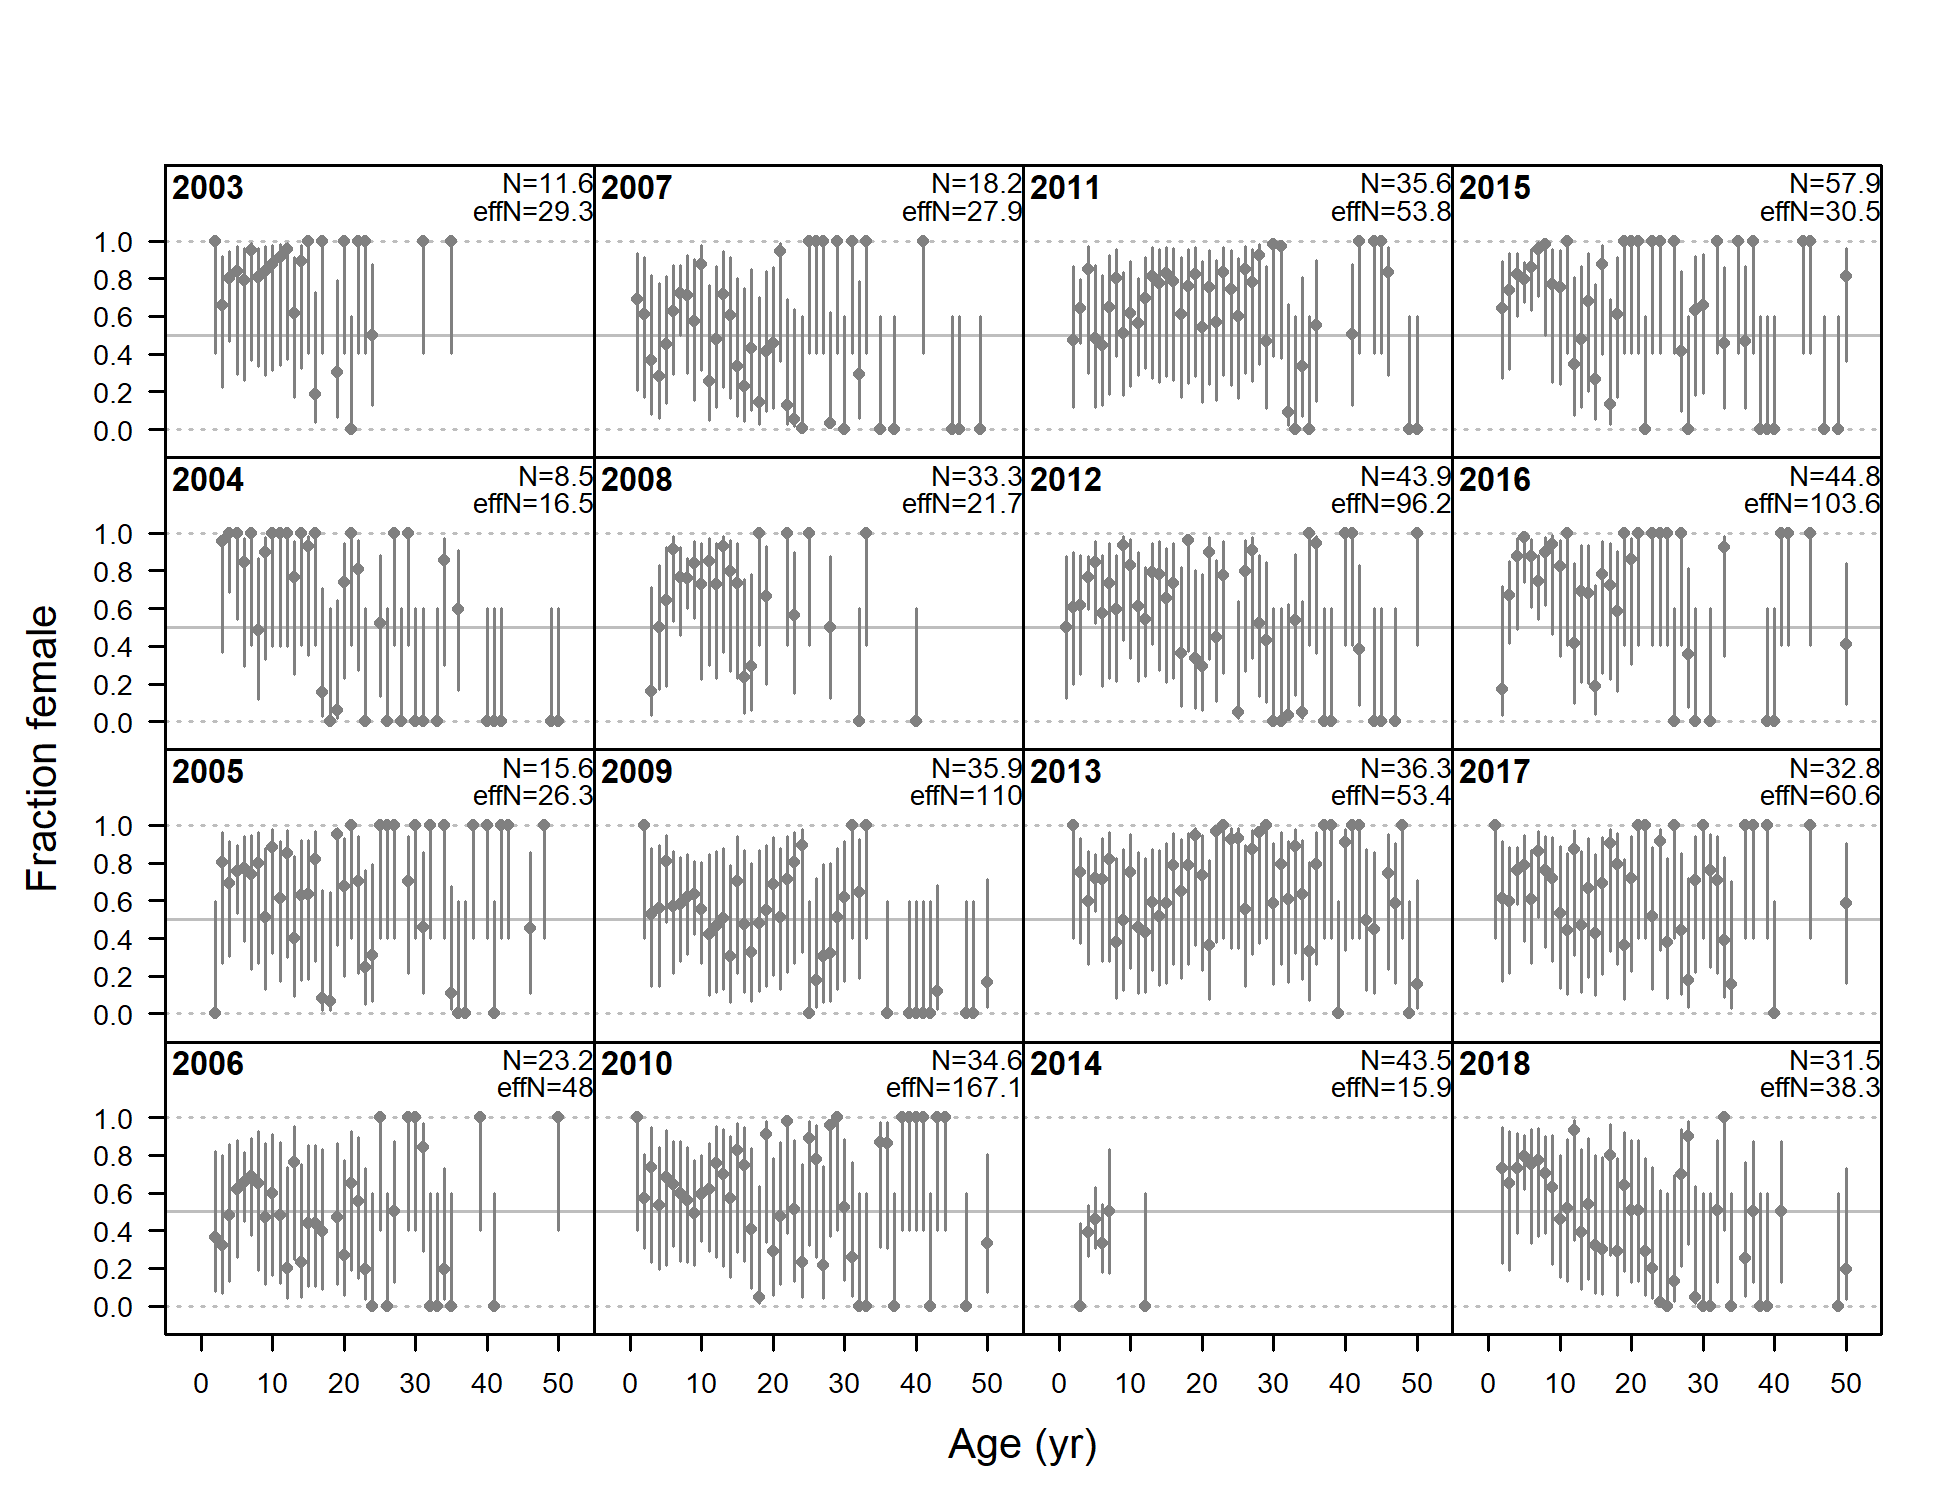 2003
N=11.6
effN=29.3
2007
N=18.2
effN=27.9
2011
N=35.6
effN=53.8
2015
N=57.9
effN=30.5
1.0
0.8
0.6
0.4
0.2
0.0
2004
N=8.5
effN=16.5
2008
N=33.3
effN=21.7
2012
N=43.9
effN=96.2
2016
N=44.8
effN=103.6
1.0
0.8
0.6
0.4
0.2
0.0
2005
N=15.6
effN=26.3
2009
N=35.9
effN=110
2013
N=36.3
effN=53.4
2017
N=32.8
effN=60.6
1.0
0.8
0.6
0.4
0.2
0.0
2006
N=23.2
effN=48
2010
N=34.6
effN=167.1
2014
N=43.5
effN=15.9
2018
N=31.5
effN=38.3
1.0
0.8
0.6
0.4
0.2
0.0
0 10 20 30 40 50
0 10 20 30 40 50
0 10 20 30 40 50
0 10 20 30 40 50
Age (yr)
Fraction female